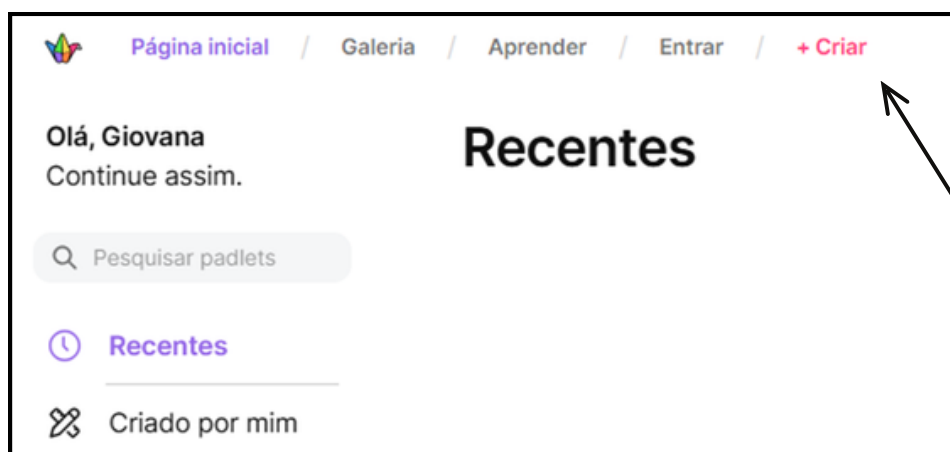 Página inicial / Galeria / Aprender / Entrar / + Criar
Olá, Giovana
Continue assim.
Recentes
Pesquisar padlets
Recentes
Criado por mim